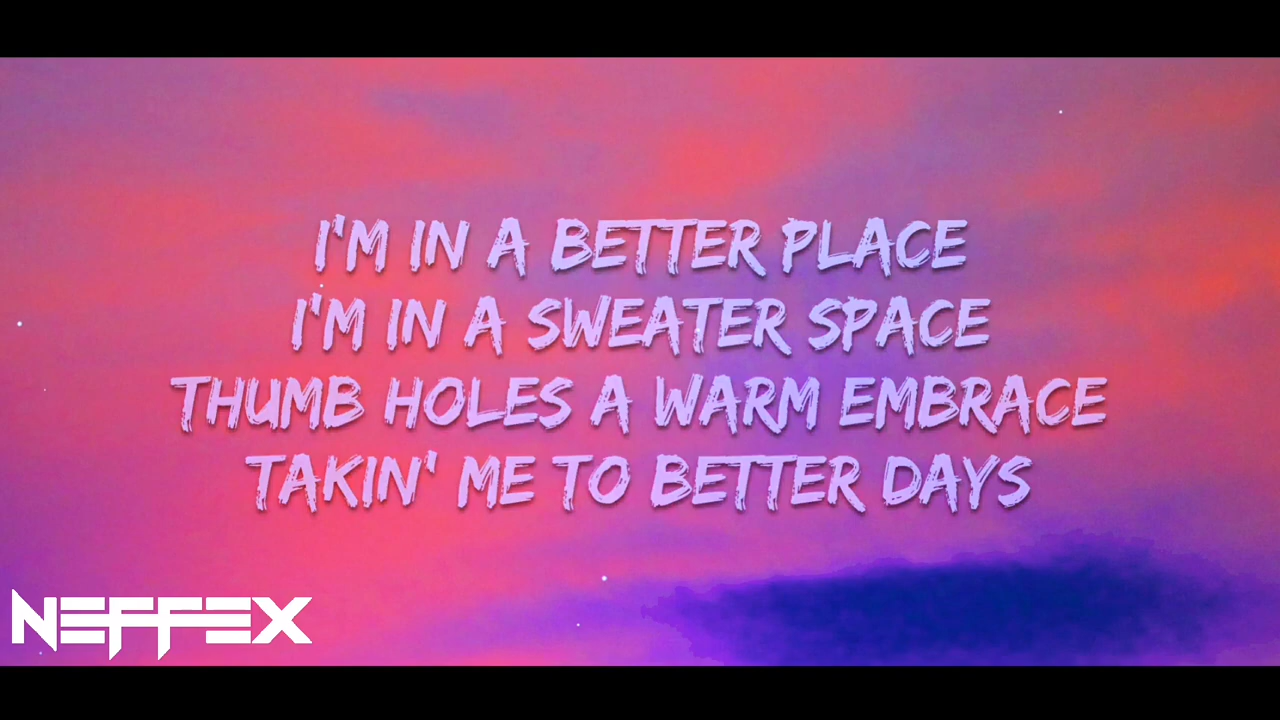 I'M IN A BETTER PLACE
I'M IN A SWEATER SPACE
THUMB HOLES A WARM EMBRACE
TAKIN' ME TO BETTER DAYS
NEFFEX